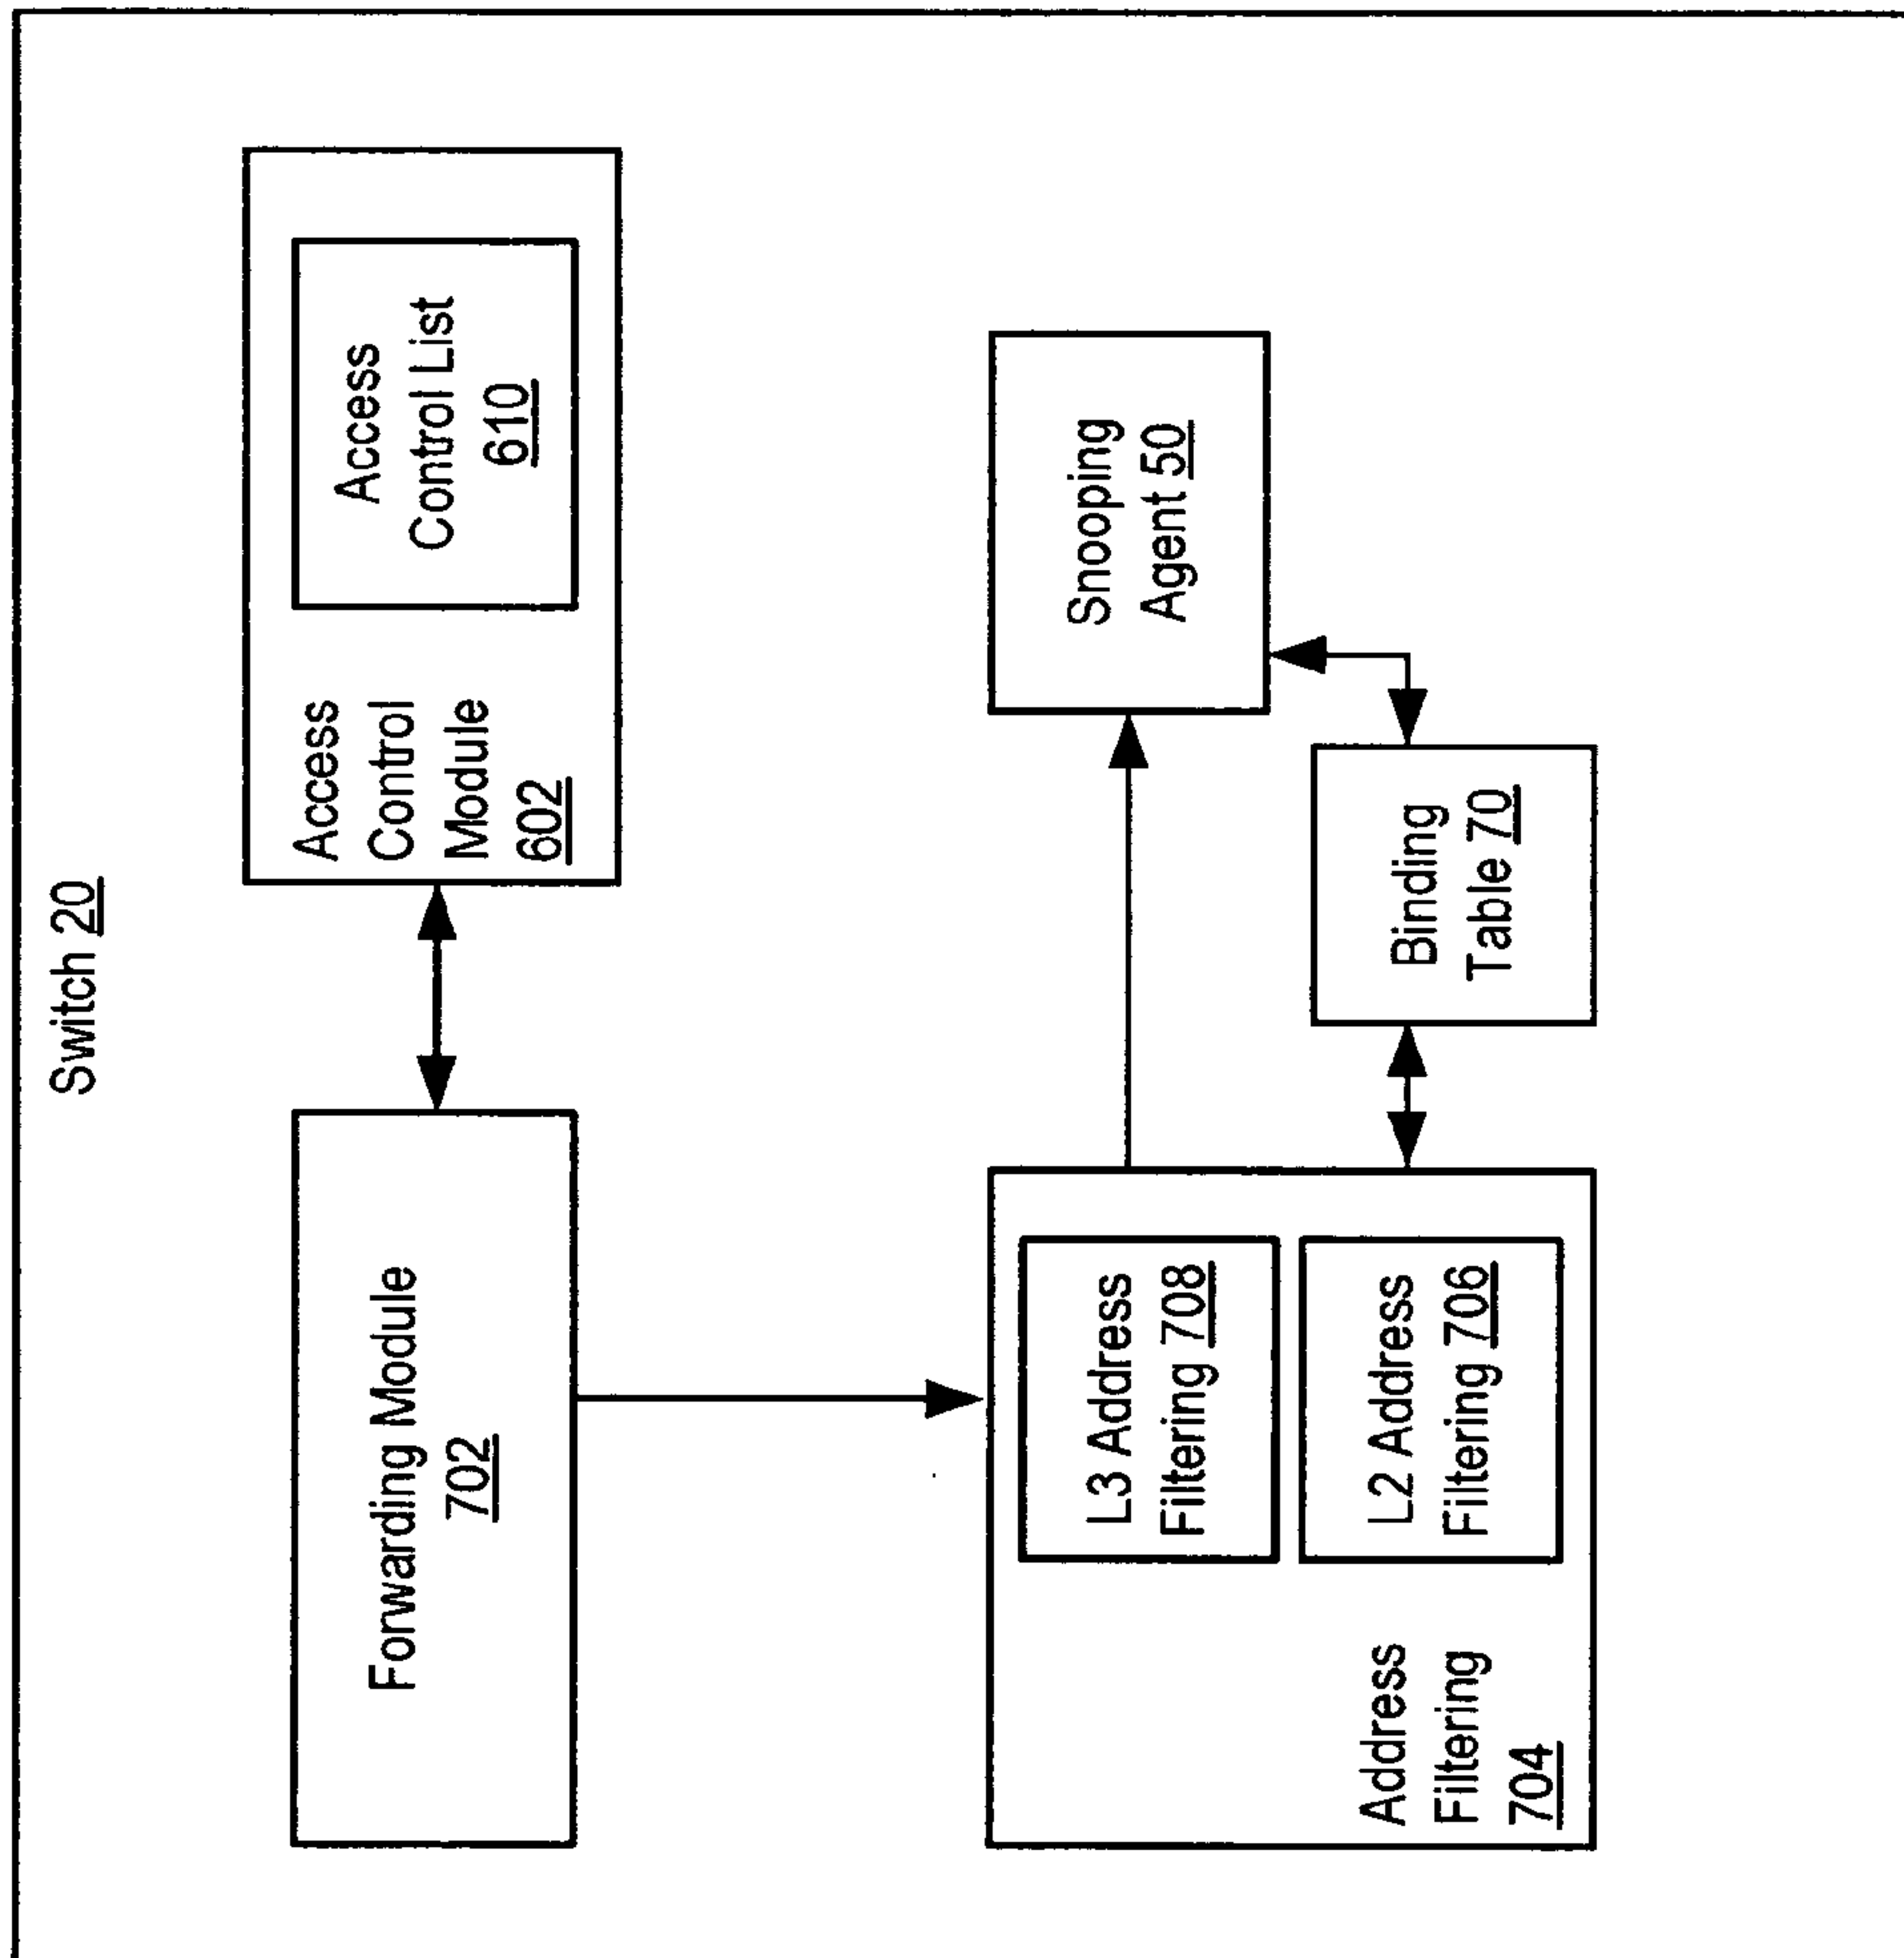 Switch 20
Forwarding Module
702
Access
Control
Module
602
Access
Control List
610
Address
Filtering
704
L3 Address
Filtering 708
L2 Address
Filtering 706
Binding
Table 70
Snooping
Agent 50